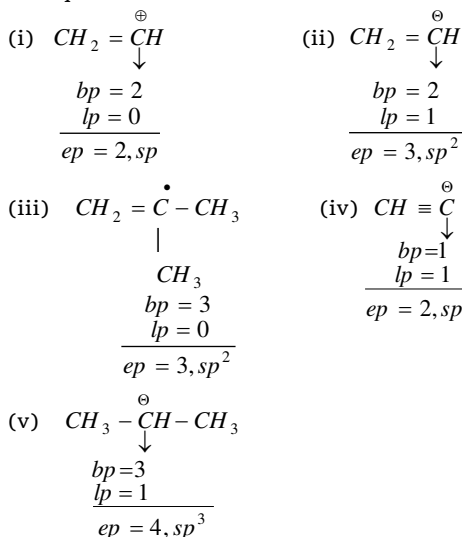 (i) CH₂ = C⊕H (ii) CH₂ = CΘH
↓ ↓
bp = 2 bp = 2
lp = 0 lp = 1
ep = 2, sp ep = 3, sp²
(iii) CH₂ = C• – CH₃ (iv) CH ≡ CΘ
| ↓
CH₃ bp=1
bp = 3 lp = 1
lp = 0 ep = 2, sp
ep = 3, sp²
(v) CH₃ – CΘH – CH₃
↓
bp=3
lp = 1
ep = 4, sp³